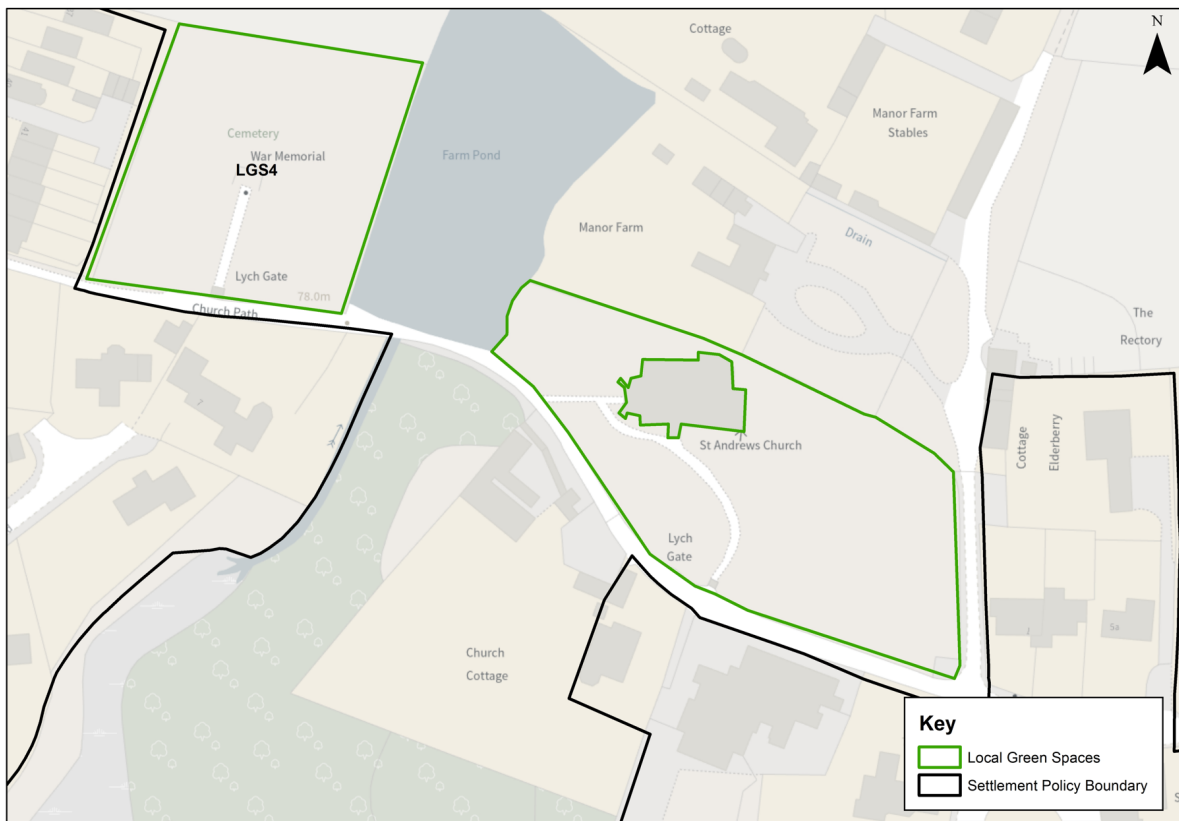 N
Cottage
Manor Farm
Stables
Cemetery
War Memorial
LGS4
Farm Pond
Manor Farm
Drain
Lych Gate
78.0m
Church Path
The
Rectory
Cottage
Elderberry
St Andrews Church
Lych
Gate
Church
Cottage
5a
Key
Local Green Spaces
Settlement Policy Boundary